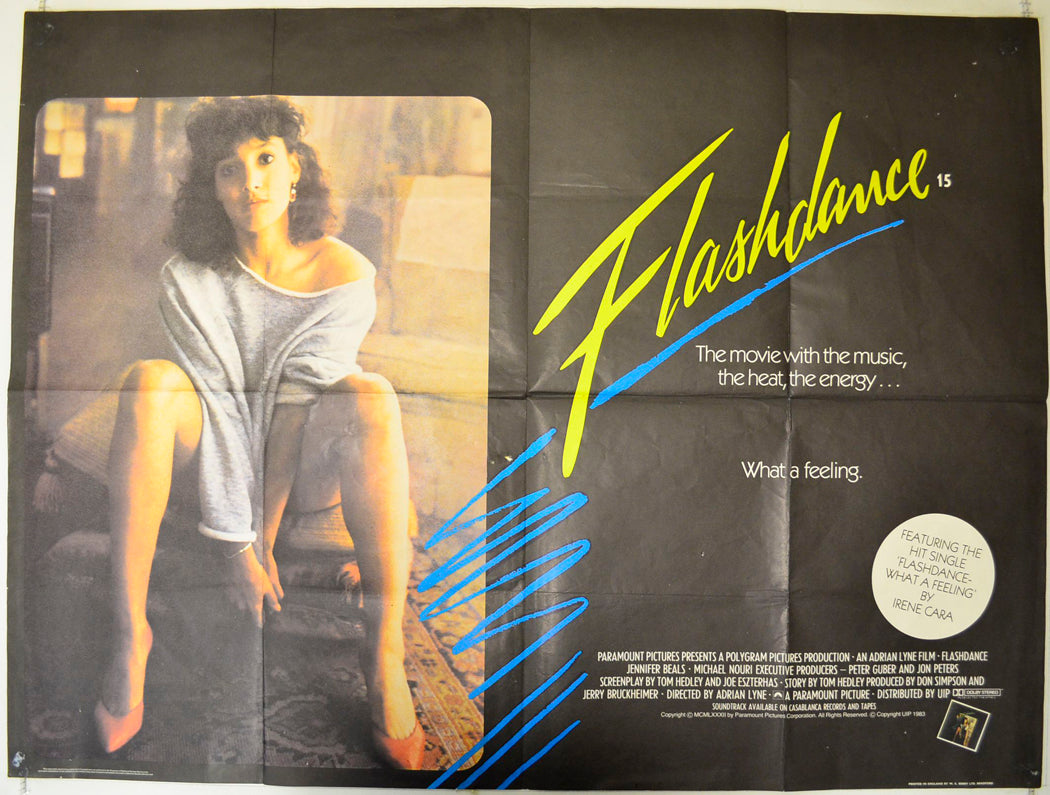 Flashdance
15
The movie with the music,
the heat, the energy...
What a feeling.
FEATURING THE
HIT SINGLE
'FLASHDANCE-
WHAT A FEELING'
BY
IRENE CARA
PARAMOUNT PICTURES PRESENTS A POLYGRAM PICTURES PRODUCTION · AN ADRIAN LYNE FILM · FLASHDANCE
JENNIFER BEALS · MICHAEL NOURI EXECUTIVE PRODUCERS – PETER GUBER AND JON PETERS
SCREENPLAY BY TOM HEDLEY AND JOE ESZTERHAS · STORY BY TOM HEDLEY PRODUCED BY DON SIMPSON AND
JERRY BRUCKHEIMER · DIRECTED BY ADRIAN LYNE · A PARAMOUNT PICTURE · DISTRIBUTED BY UIP DOLBY STEREO
SOUNDTRACK AVAILABLE ON CASABLANCA RECORDS AND TAPES
Copyright © MCMLXXXIII by Paramount Pictures Corporation. All Rights Reserved. © Copyright UIP 1983